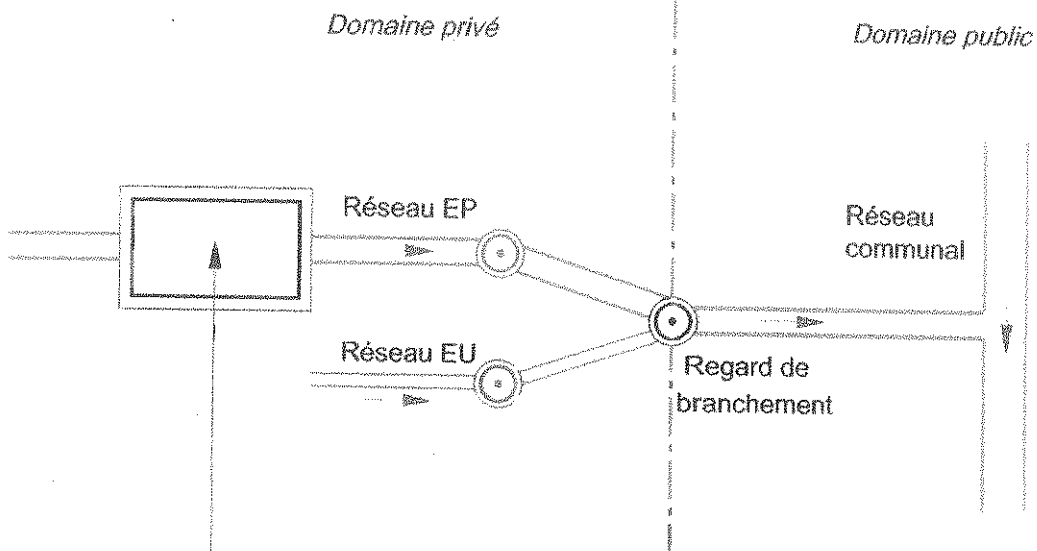 Domaine privé
Domaine public
Réseau EP
Réseau
communal
Réseau EU
Regard de
branchement